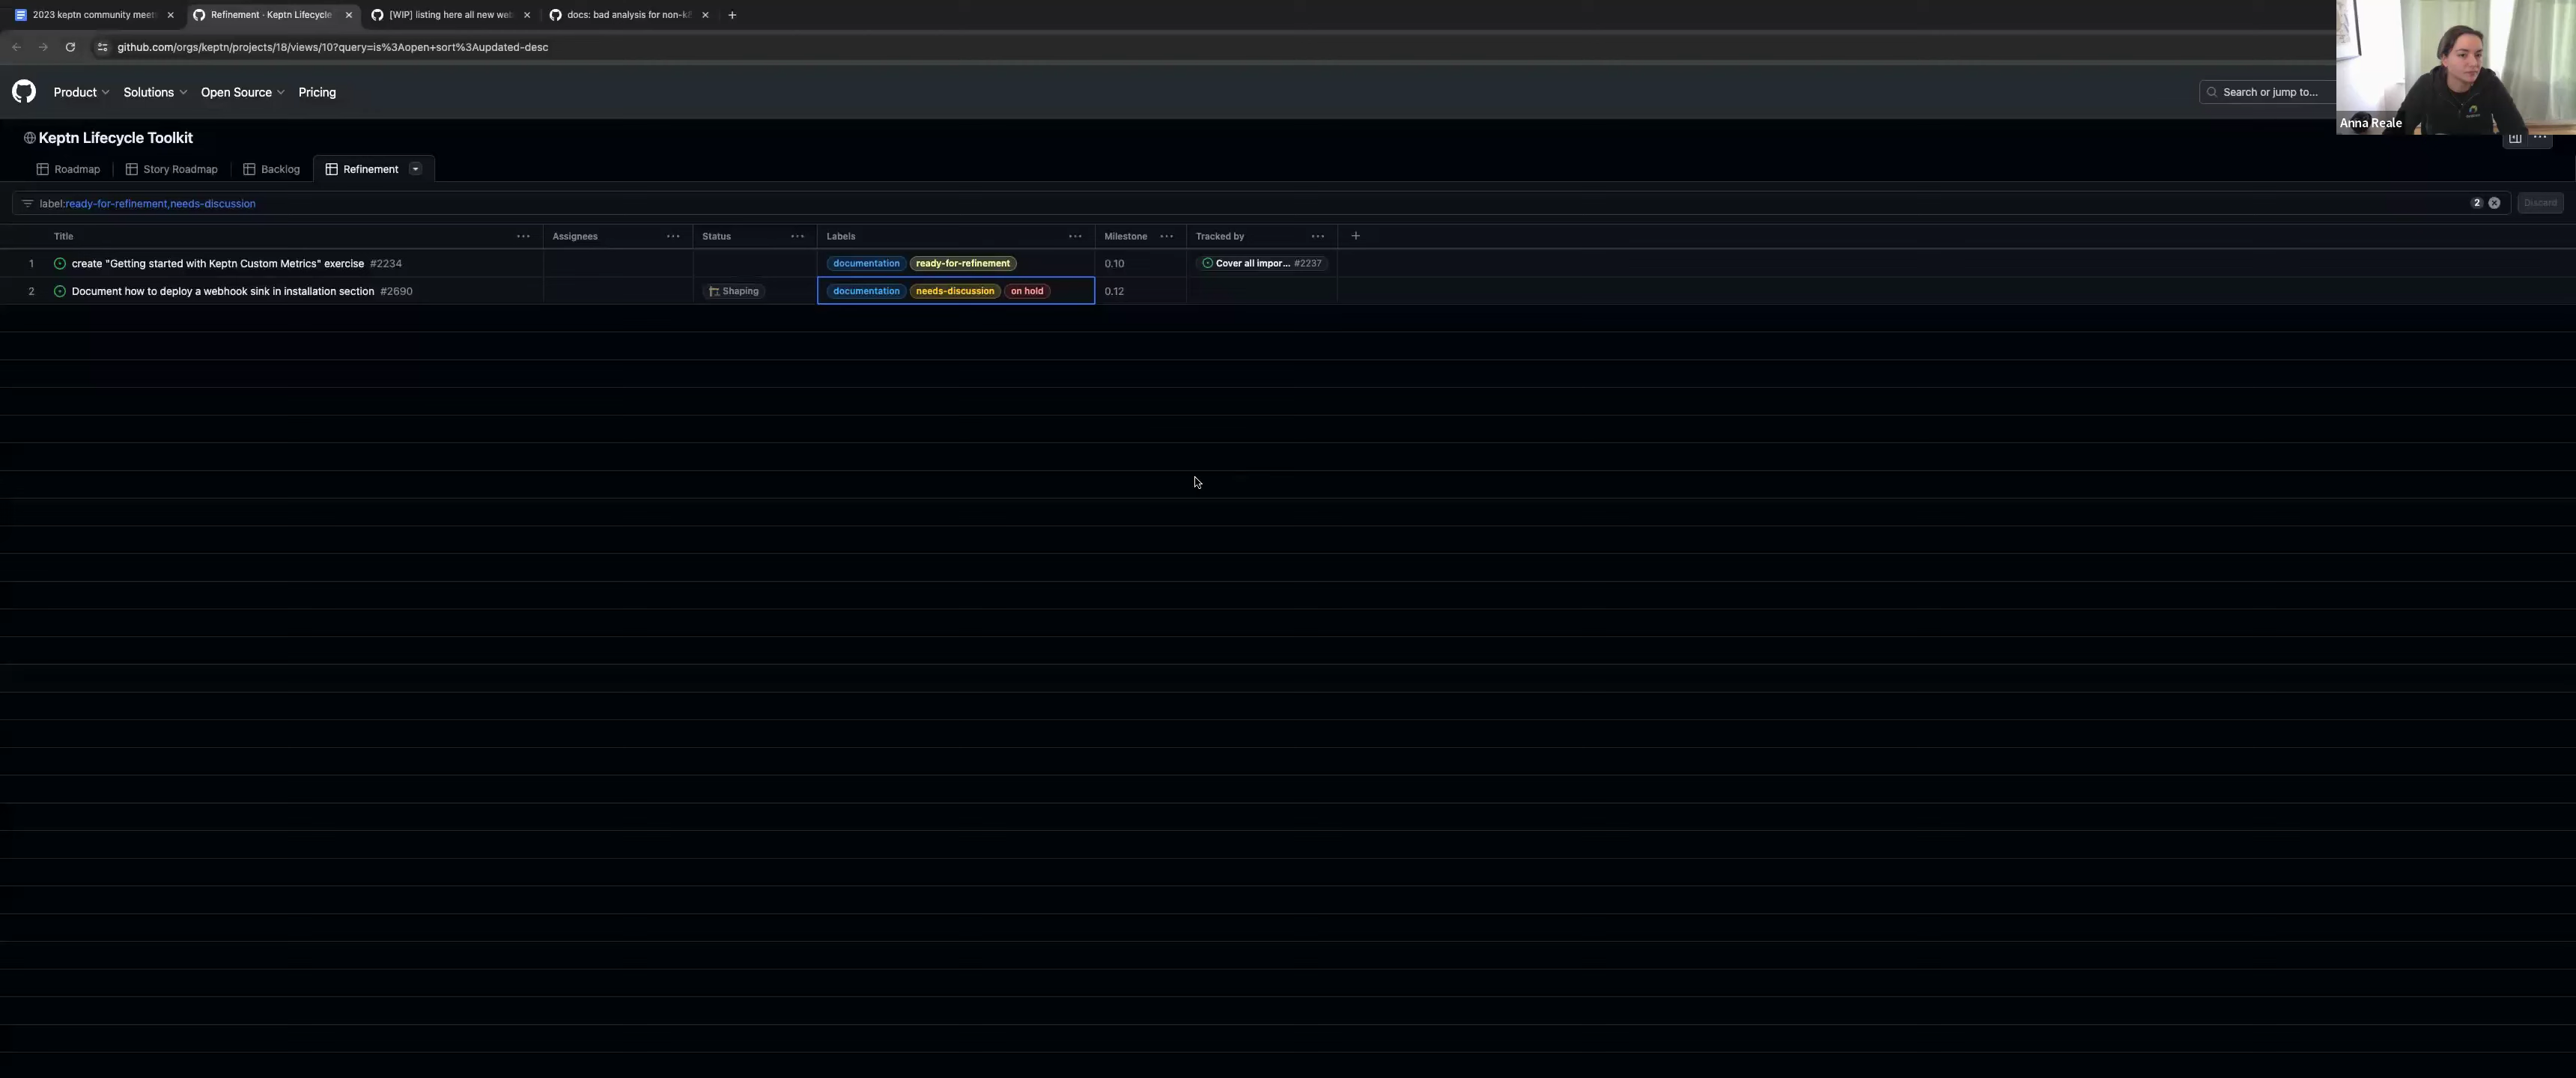 2023 keptn community meet
Refinement · Keptn Lifecycle
[WIP] listing here all new we
docs: bad analysis for non-k8
github.com/orgs/keptn/projects/18/views/10?query=is%3Aopen+sort%3Aupdated-desc
Product
Solutions
Open Source
Pricing
Search or jump to...
Anna Reale
Keptn Lifecycle Toolkit
Roadmap
Story Roadmap
Backlog
Refinement
label:ready-for-refinement,needs-discussion
2
Discard
Title
Assignees
Status
Labels
Milestone
Tracked by
1 create "Getting started with Keptn Custom Metrics" exercise #2234 documentation ready-for-refinement 0.10 Cover all impor... #2237
2 Document how to deploy a webhook sink in installation section #2690 Shaping documentation needs-discussion on hold 0.12